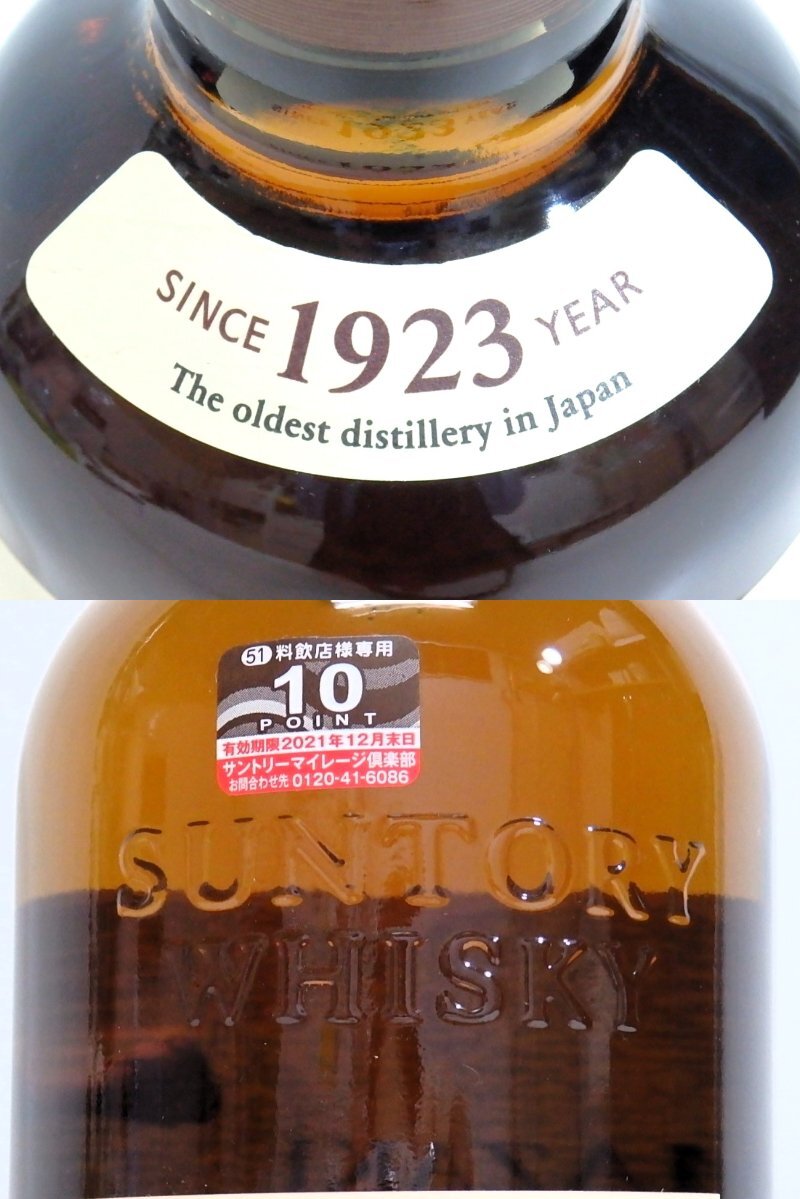 SINCE 1923 YEAR
The oldest distillery in Japan
51 料飲店様専用
10
POINT
有効期限2021年12月末日
サントリーマイレージ倶楽部
お問合わせ先 0120-41-6086
SUNTORY
WHISKY